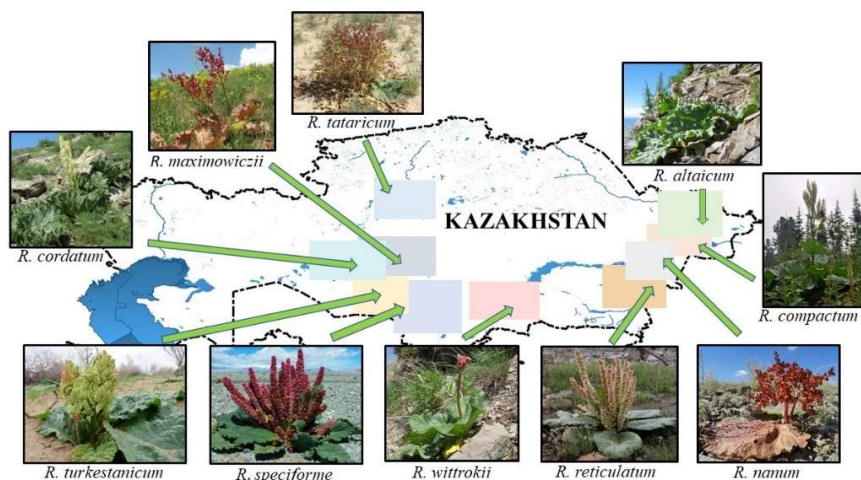 R. tataricum
R. maximowiczii
R. altaicum
KAZAKHSTAN
R. cordatum
R. compactum
R. turkestanicum
R. speciforme
R. wittrokii
R. reticulatum
R. nanum